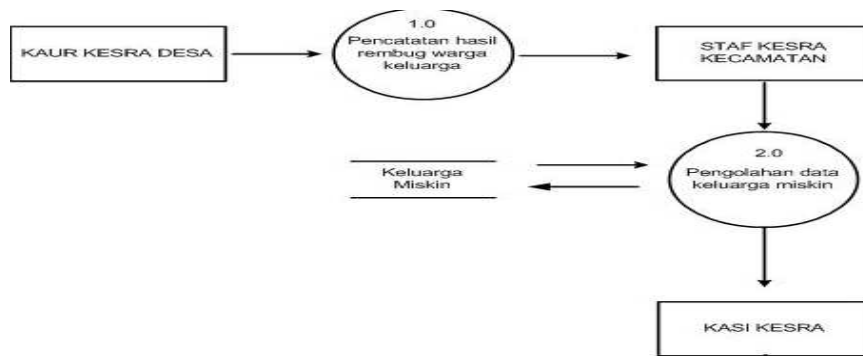 KAUR KESRA DESA
1.0
Pencatatan hasil
rembug warga
keluarga
STAF KESRA
KECAMATAN
Keluarga
Miskin
2.0
Pengolahan data
keluarga miskin
KASI KESRA